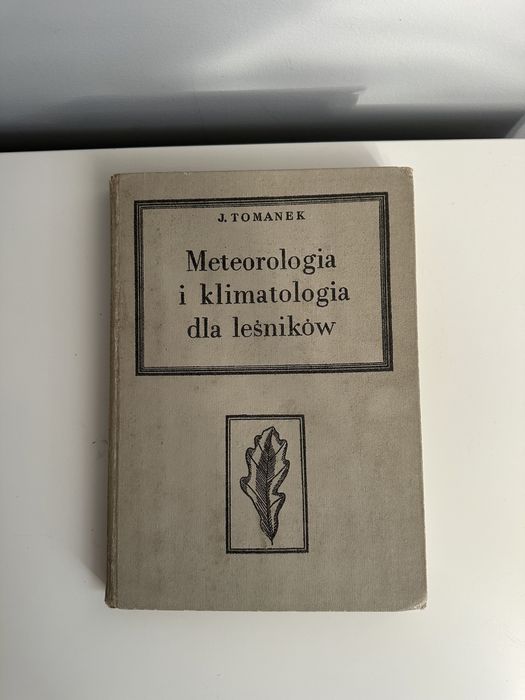 J. TOMANEK
Meteorologia
i klimatologia
dla leśników